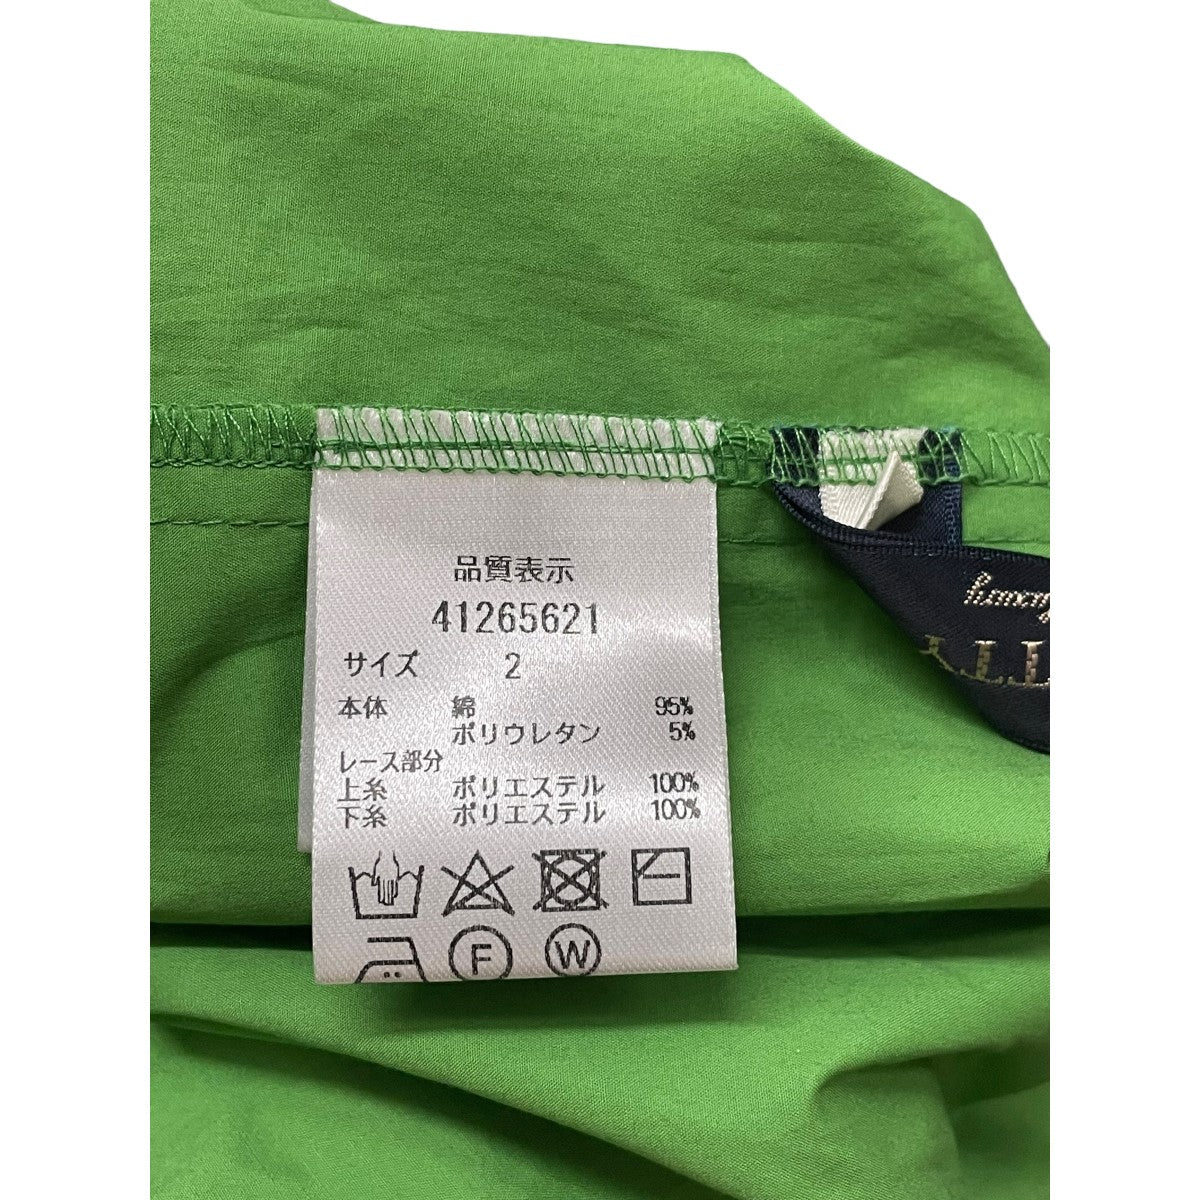 品質表示
41265621
サイズ 2
本体 綿 95%
ポリウレタン 5%
レース部分
上糸 ポリエステル 100%
下糸 ポリエステル 100%
F W
luxury